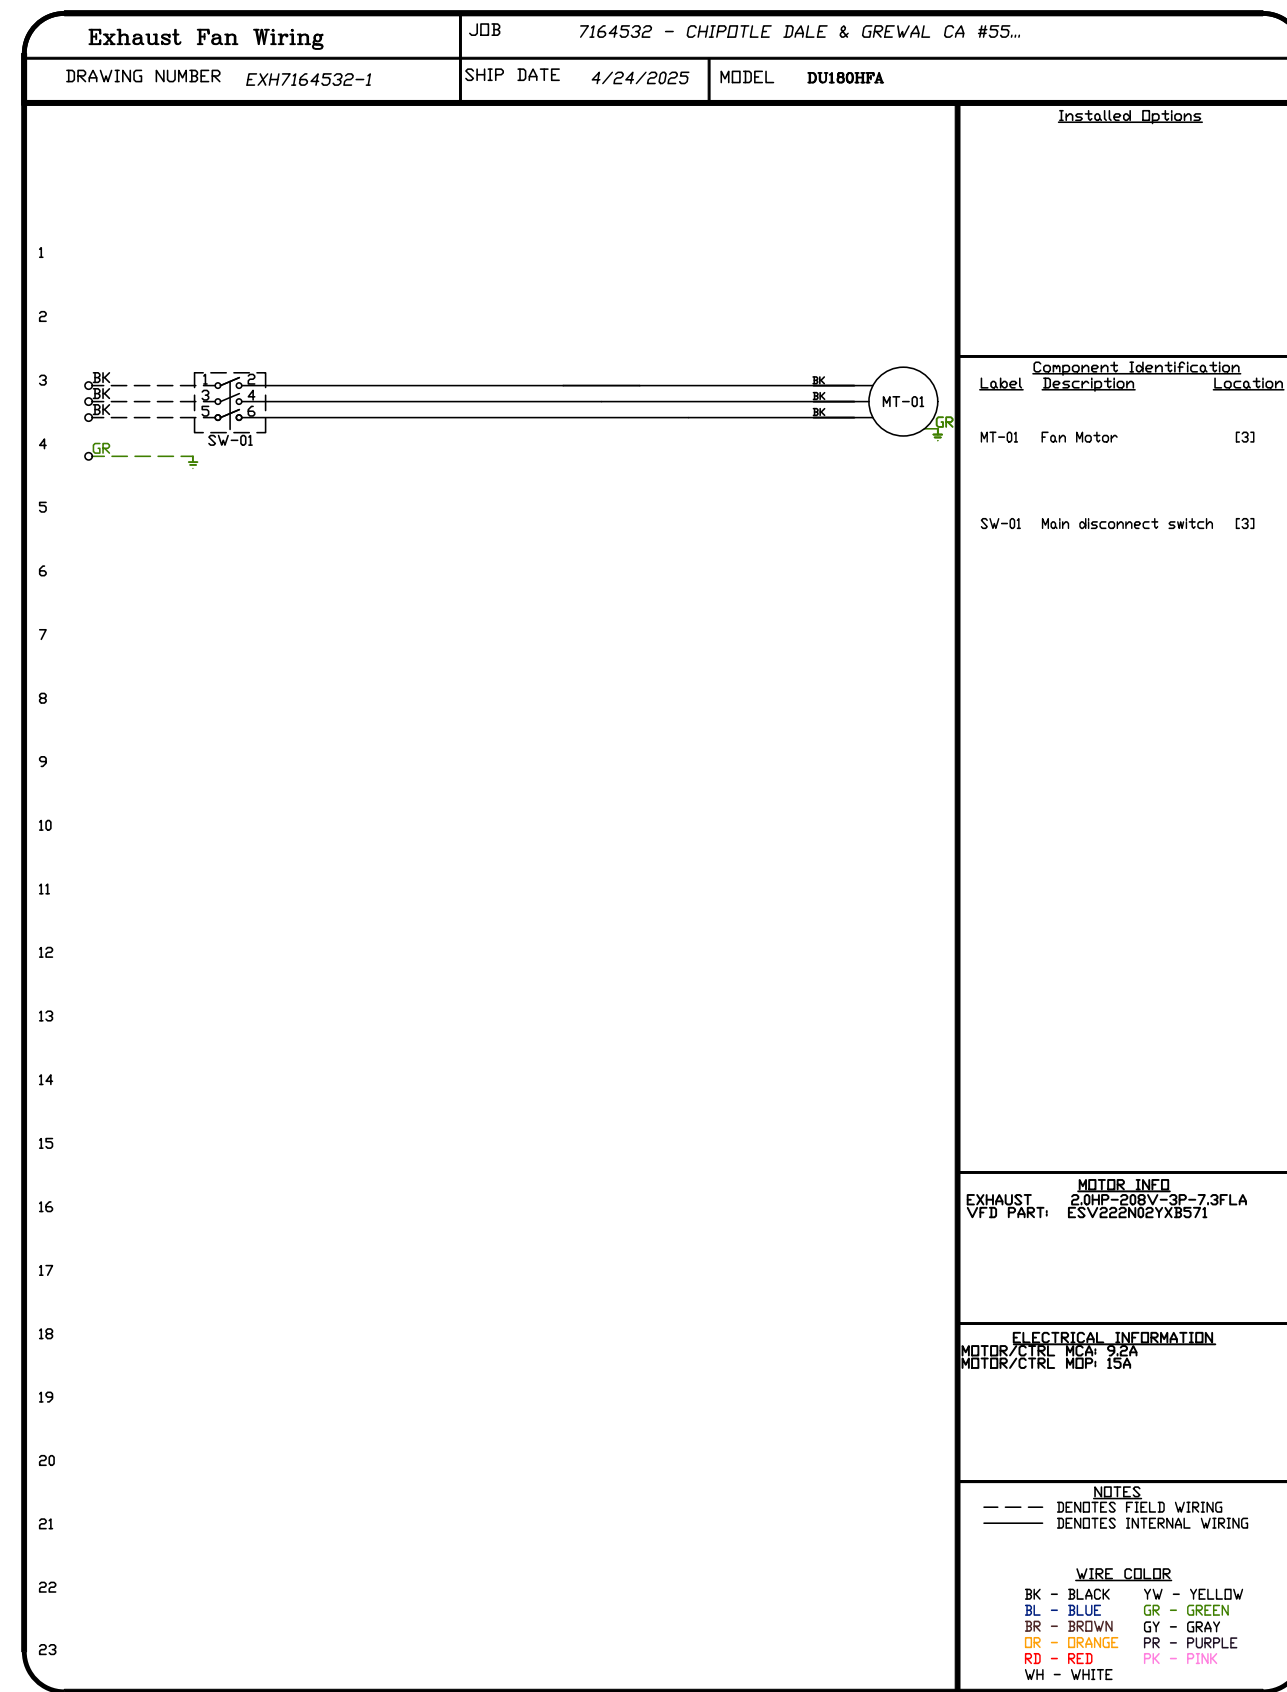 Exhaust Fan Wiring
JOB 7164532 - CHIPOTLE DALE & GREWAL CA #55...
DRAWING NUMBER EXH7164532-1
SHIP DATE 4/24/2025
MODEL DU180HFA
Installed Options
1
2
3
BK 1 2 BK
BK 3 4 BK
BK 5 6 BK
MT-01
GR
SW-01
4
GR
5
6
7
8
9
10
11
12
13
14
15
16
17
18
19
20
21
22
23
Component Identification
Label Description Location
MT-01 Fan Motor [3]
SW-01 Main disconnect switch [3]
MOTOR INFO
EXHAUST 2.0HP-208V-3P-7.3FLA
VFD PART: ESV222N02YXB571
ELECTRICAL INFORMATION
MOTOR/CTRL MCA: 9.2A
MOTOR/CTRL MOP: 15A
NOTES
DENOTES FIELD WIRING
DENOTES INTERNAL WIRING
WIRE COLOR
BK - BLACK YW - YELLOW
BL - BLUE GR - GREEN
BR - BROWN GY - GRAY
OR - ORANGE PR - PURPLE
RD - RED PK - PINK
WH - WHITE